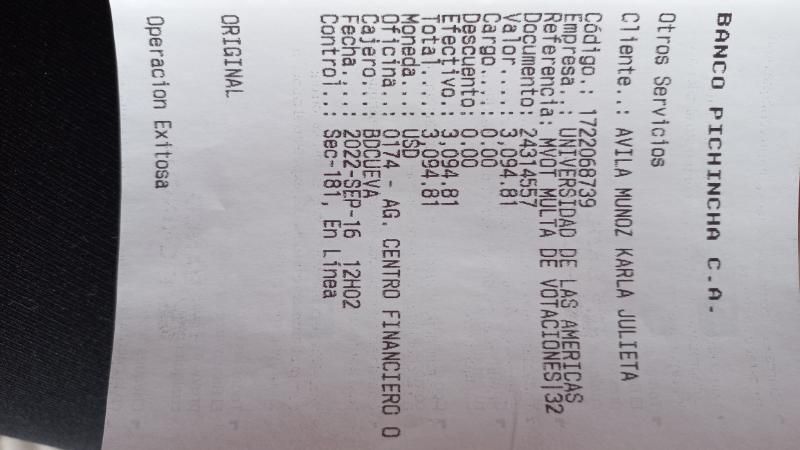 BANCO PICHINCHA C.A.
Otros Servicios
Cliente..: AVILA MUNOZ KARLA JULIETA
Código.: 1722068739
Empresa..: UNIVERSIDAD DE LAS AMERICAS
Referencia: MVOT MULTA DE VOTACIONES|32
Documento: 24314557
Valor....: 3,094.81
Cargo....: 0.00
Descuento: 0.00
Efectivo.: 3,094.81
Total....: 3,094.81
Moneda...: USD
Oficina..: 0174 - AG. CENTRO FINANCIERO O
Cajero...: BDCUEVA
Fecha....: 2022-SEP-16 12H02
Control..: Sec-181, En Línea
ORIGINAL
Operacion Exitosa